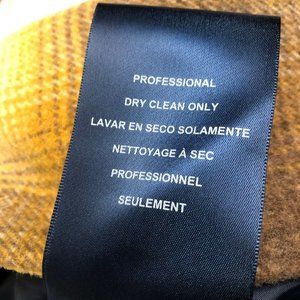 PROFESSIONAL
DRY CLEAN ONLY
LAVAR EN SECO SOLAMENTE
NETTOYAGE À SEC
PROFESSIONNEL
SEULEMENT